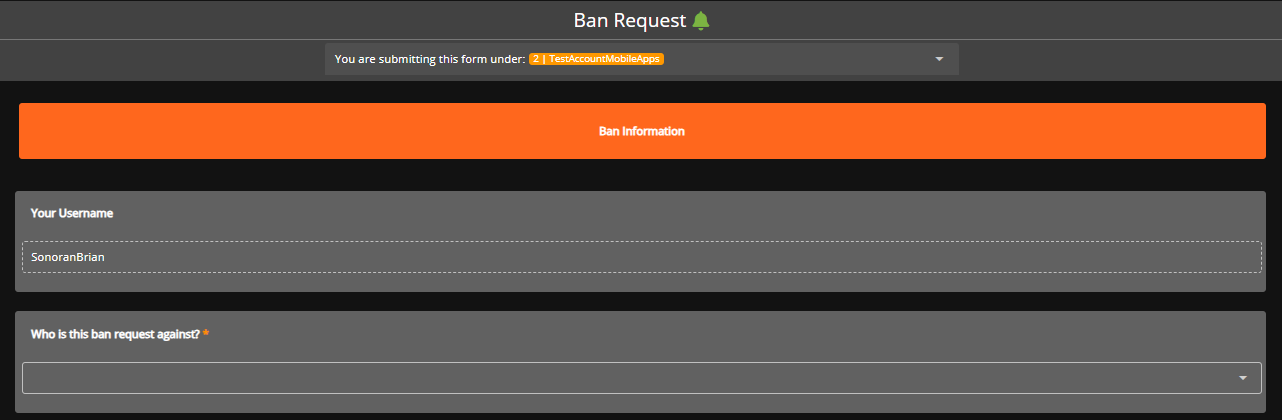 Ban Request
You are submitting this form under: 2 | TestAccountMobileApps
Ban Information
Your Username
SonoranBrian
Who is this ban request against? *